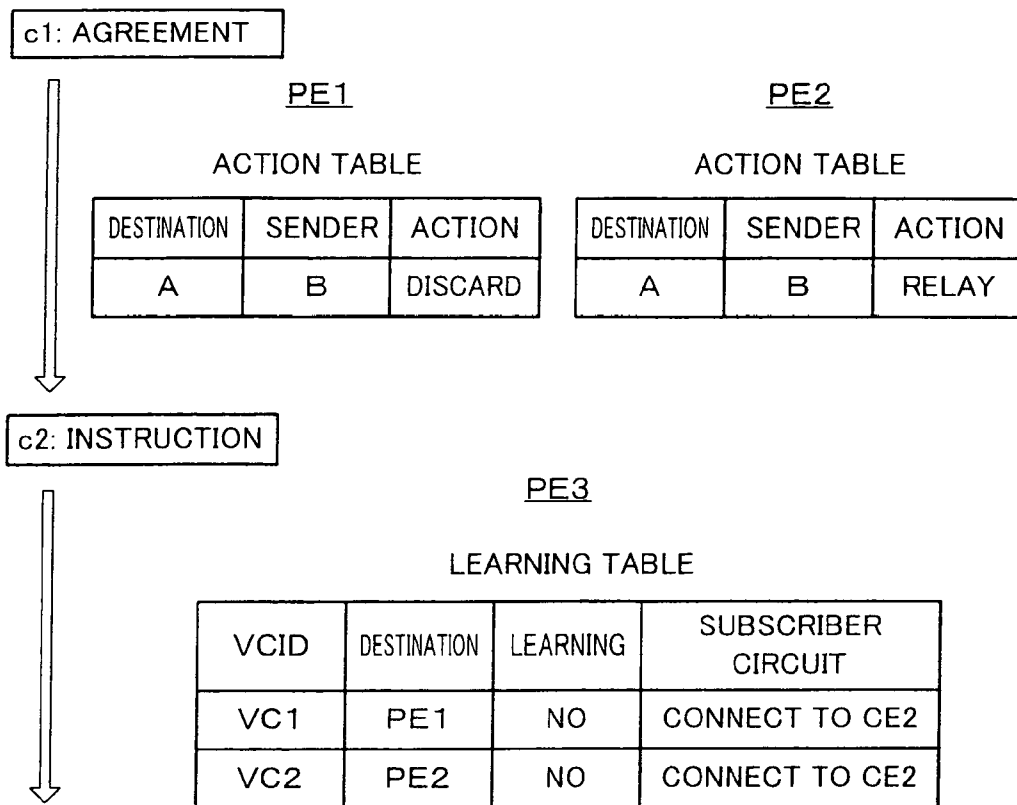 c1: AGREEMENT
PE1 PE2
ACTION TABLE ACTION TABLE
DESTINATION SENDER ACTION DESTINATION SENDER ACTION
A B DISCARD A B RELAY
c2: INSTRUCTION
PE3
LEARNING TABLE
VCID DESTINATION LEARNING SUBSCRIBER CIRCUIT
VC1 PE1 NO CONNECT TO CE2
VC2 PE2 NO CONNECT TO CE2